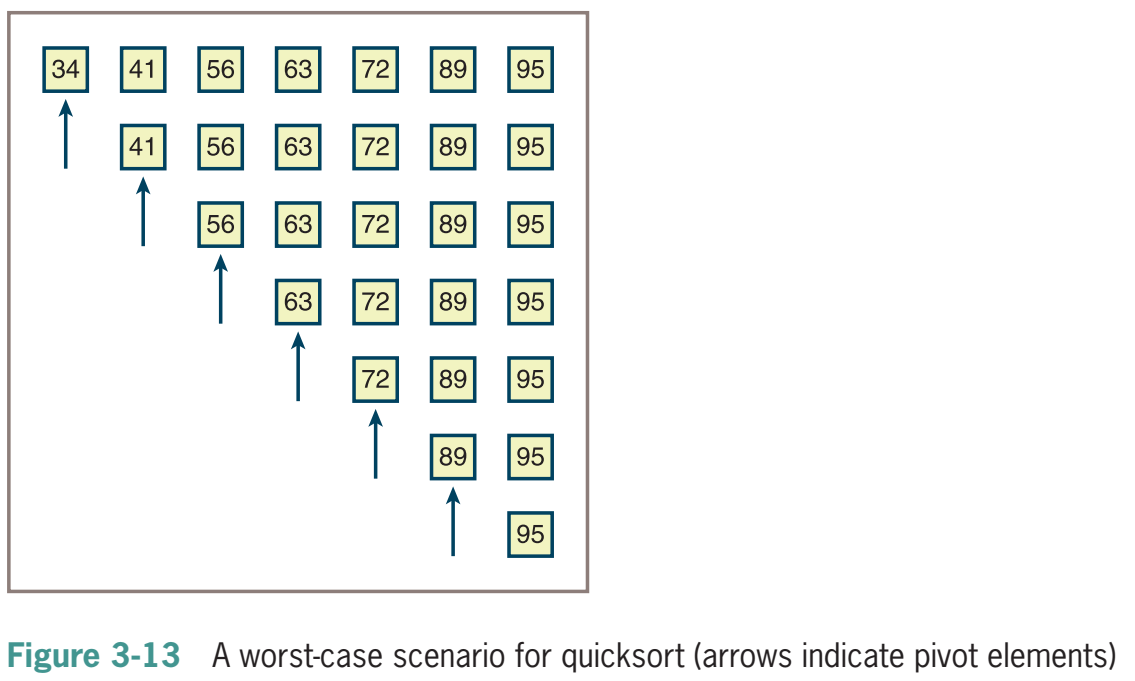 34 41 56 63 72 89 95
41 56 63 72 89 95
56 63 72 89 95
63 72 89 95
72 89 95
89 95
95
Figure 3-13 A worst-case scenario for quicksort (arrows indicate pivot elements)